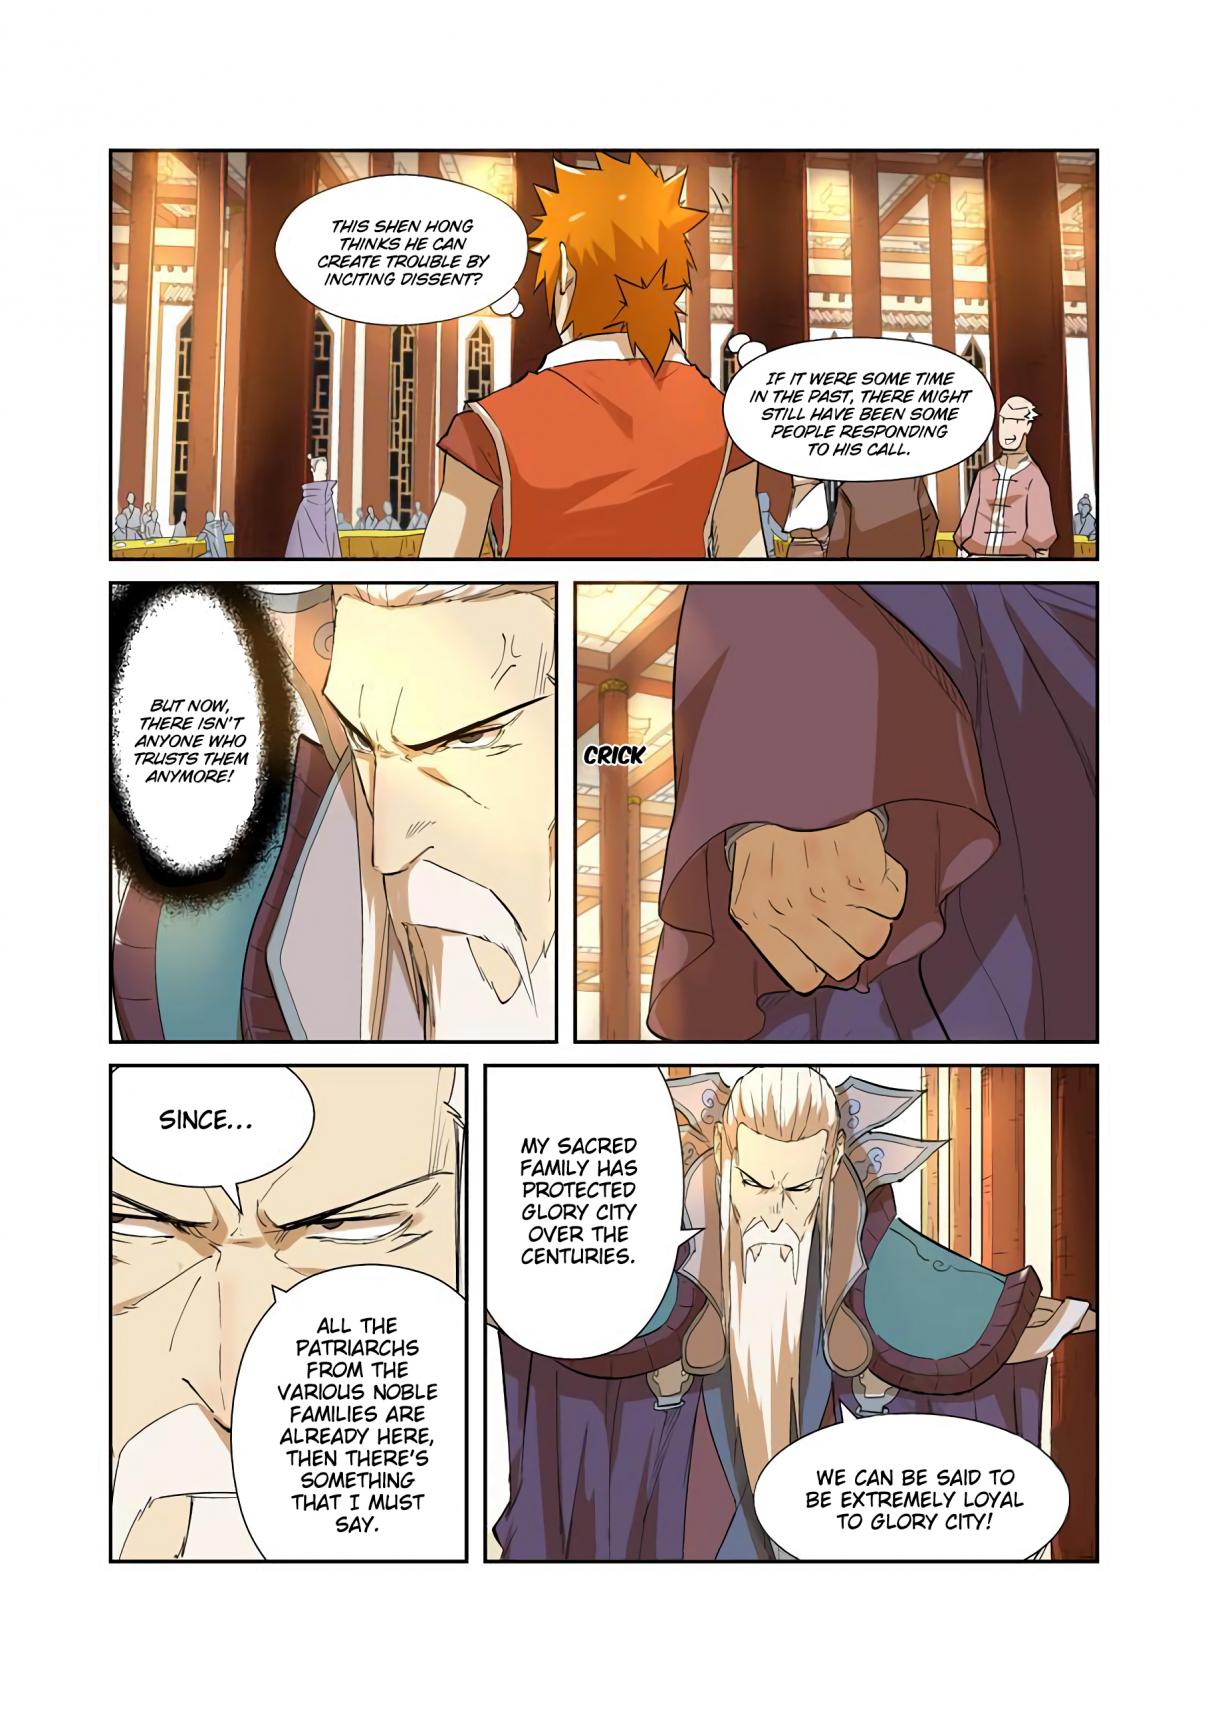 THIS SHEN HONG
THINKS HE CAN
CREATE TROUBLE BY
INCITING DISSENT?
IF IT WERE SOME TIME
IN THE PAST, THERE MIGHT
STILL HAVE BEEN SOME
PEOPLE RESPONDING
TO HIS CALL.
BUT NOW,
THERE ISN'T
ANYONE WHO
TRUSTS THEM
ANYMORE!
CRICK
SINCE...
ALL THE
PATRIARCHS
FROM THE
VARIOUS NOBLE
FAMILIES ARE
ALREADY HERE,
THEN THERE'S
SOMETHING
THAT I MUST
SAY.
MY SACRED
FAMILY HAS
PROTECTED
GLORY CITY
OVER THE
CENTURIES.
WE CAN BE SAID TO
BE EXTREMELY LOYAL
TO GLORY CITY!